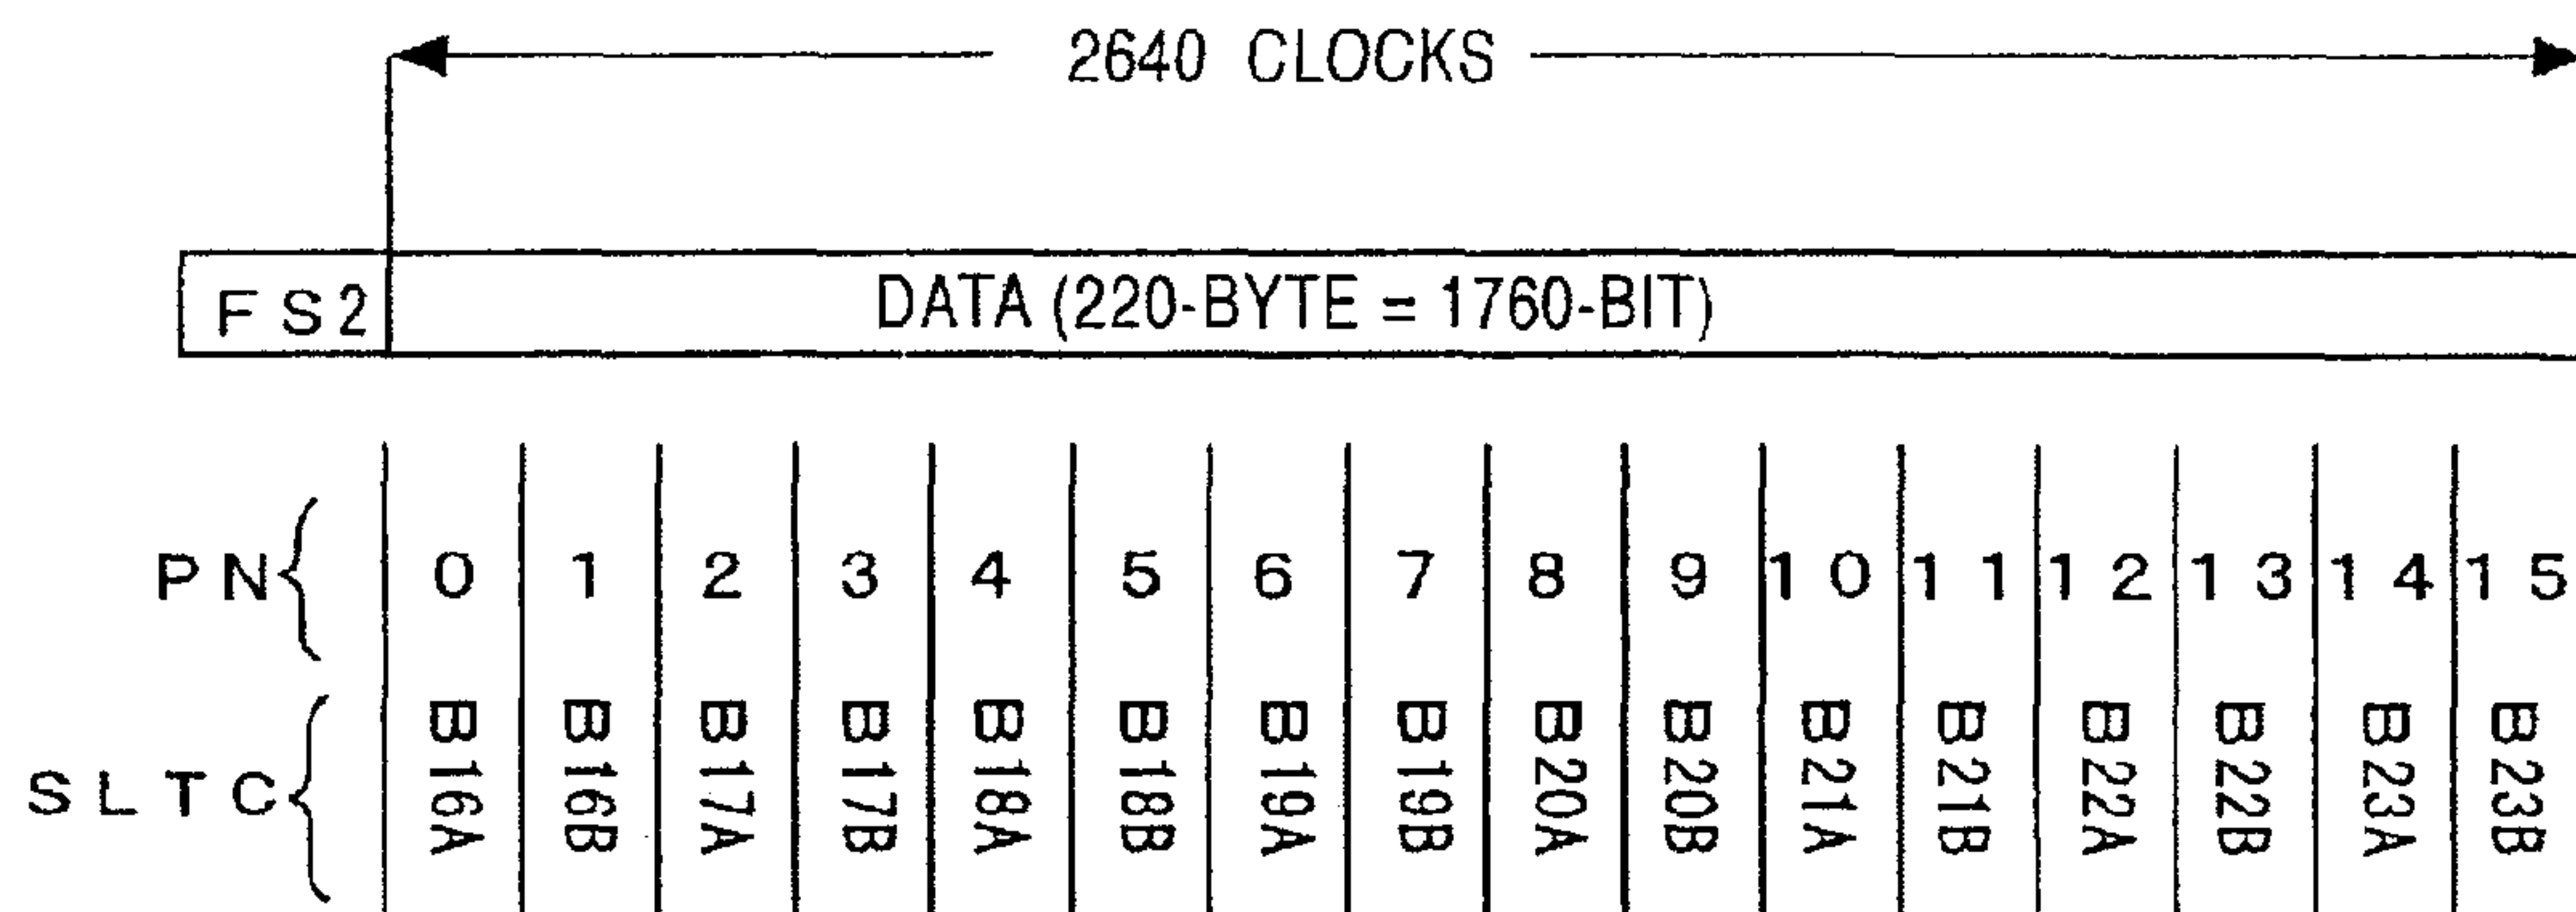 2640 CLOCKS
FS2 DATA (220-BYTE = 1760-BIT)
PN 0 1 2 3 4 5 6 7 8 9 10 11 12 13 14 15
SLTC B16A B16B B17A B17B B18A B18B B19A B19B B20A B20B B21A B21B B22A B22B B23A B23B